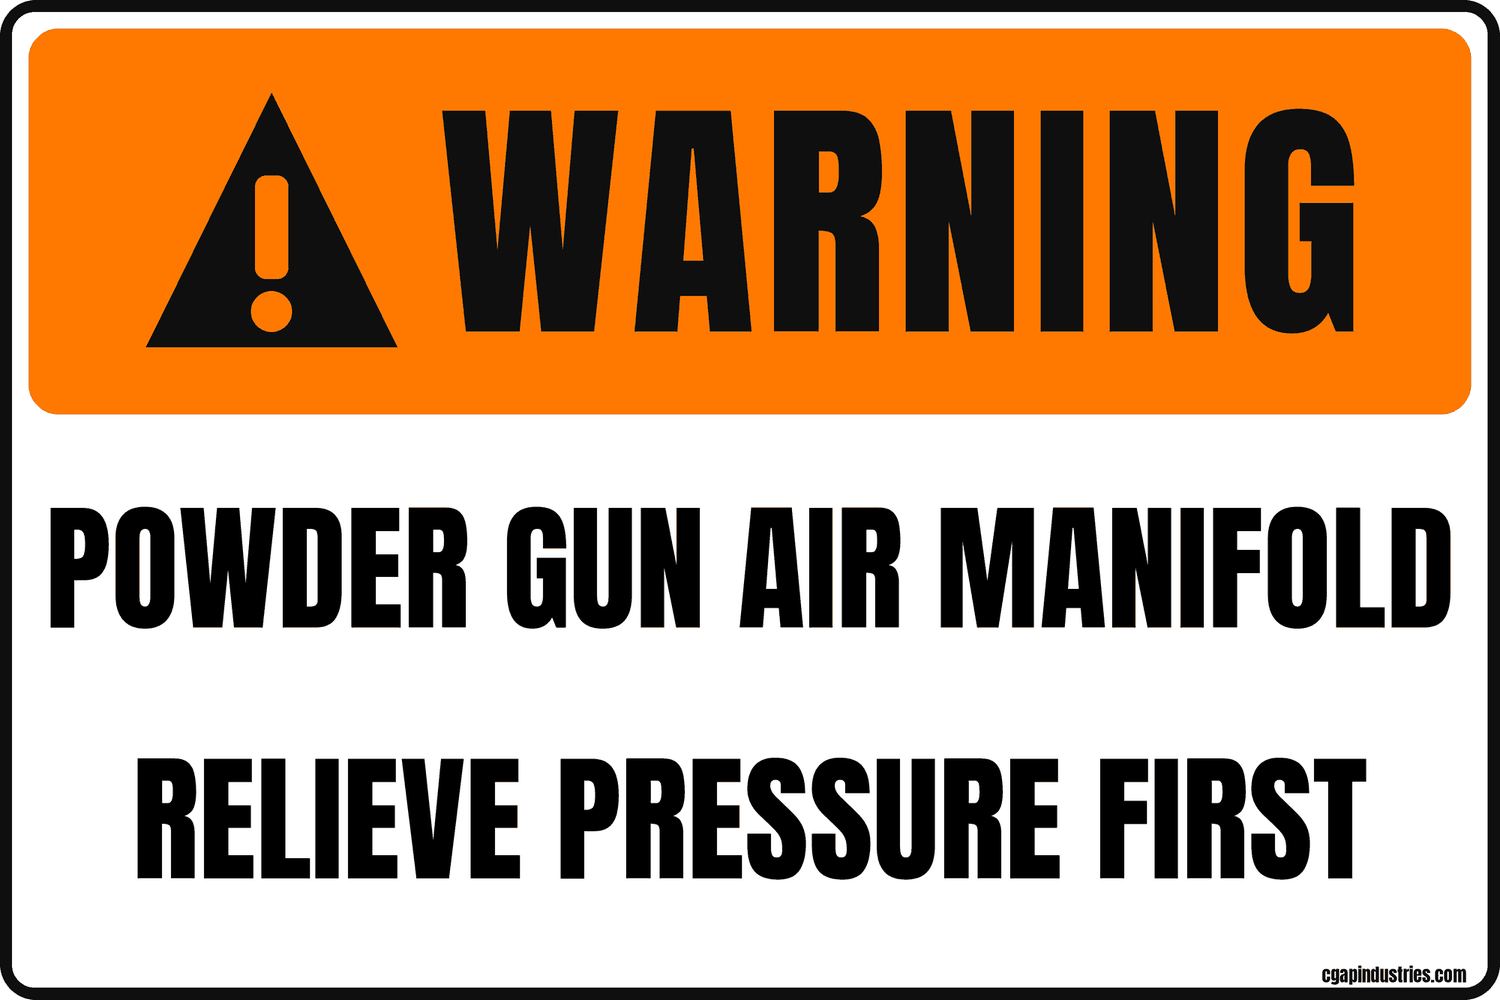 WARNING
POWDER GUN AIR MANIFOLD
RELIEVE PRESSURE FIRST
cgapindustries.com